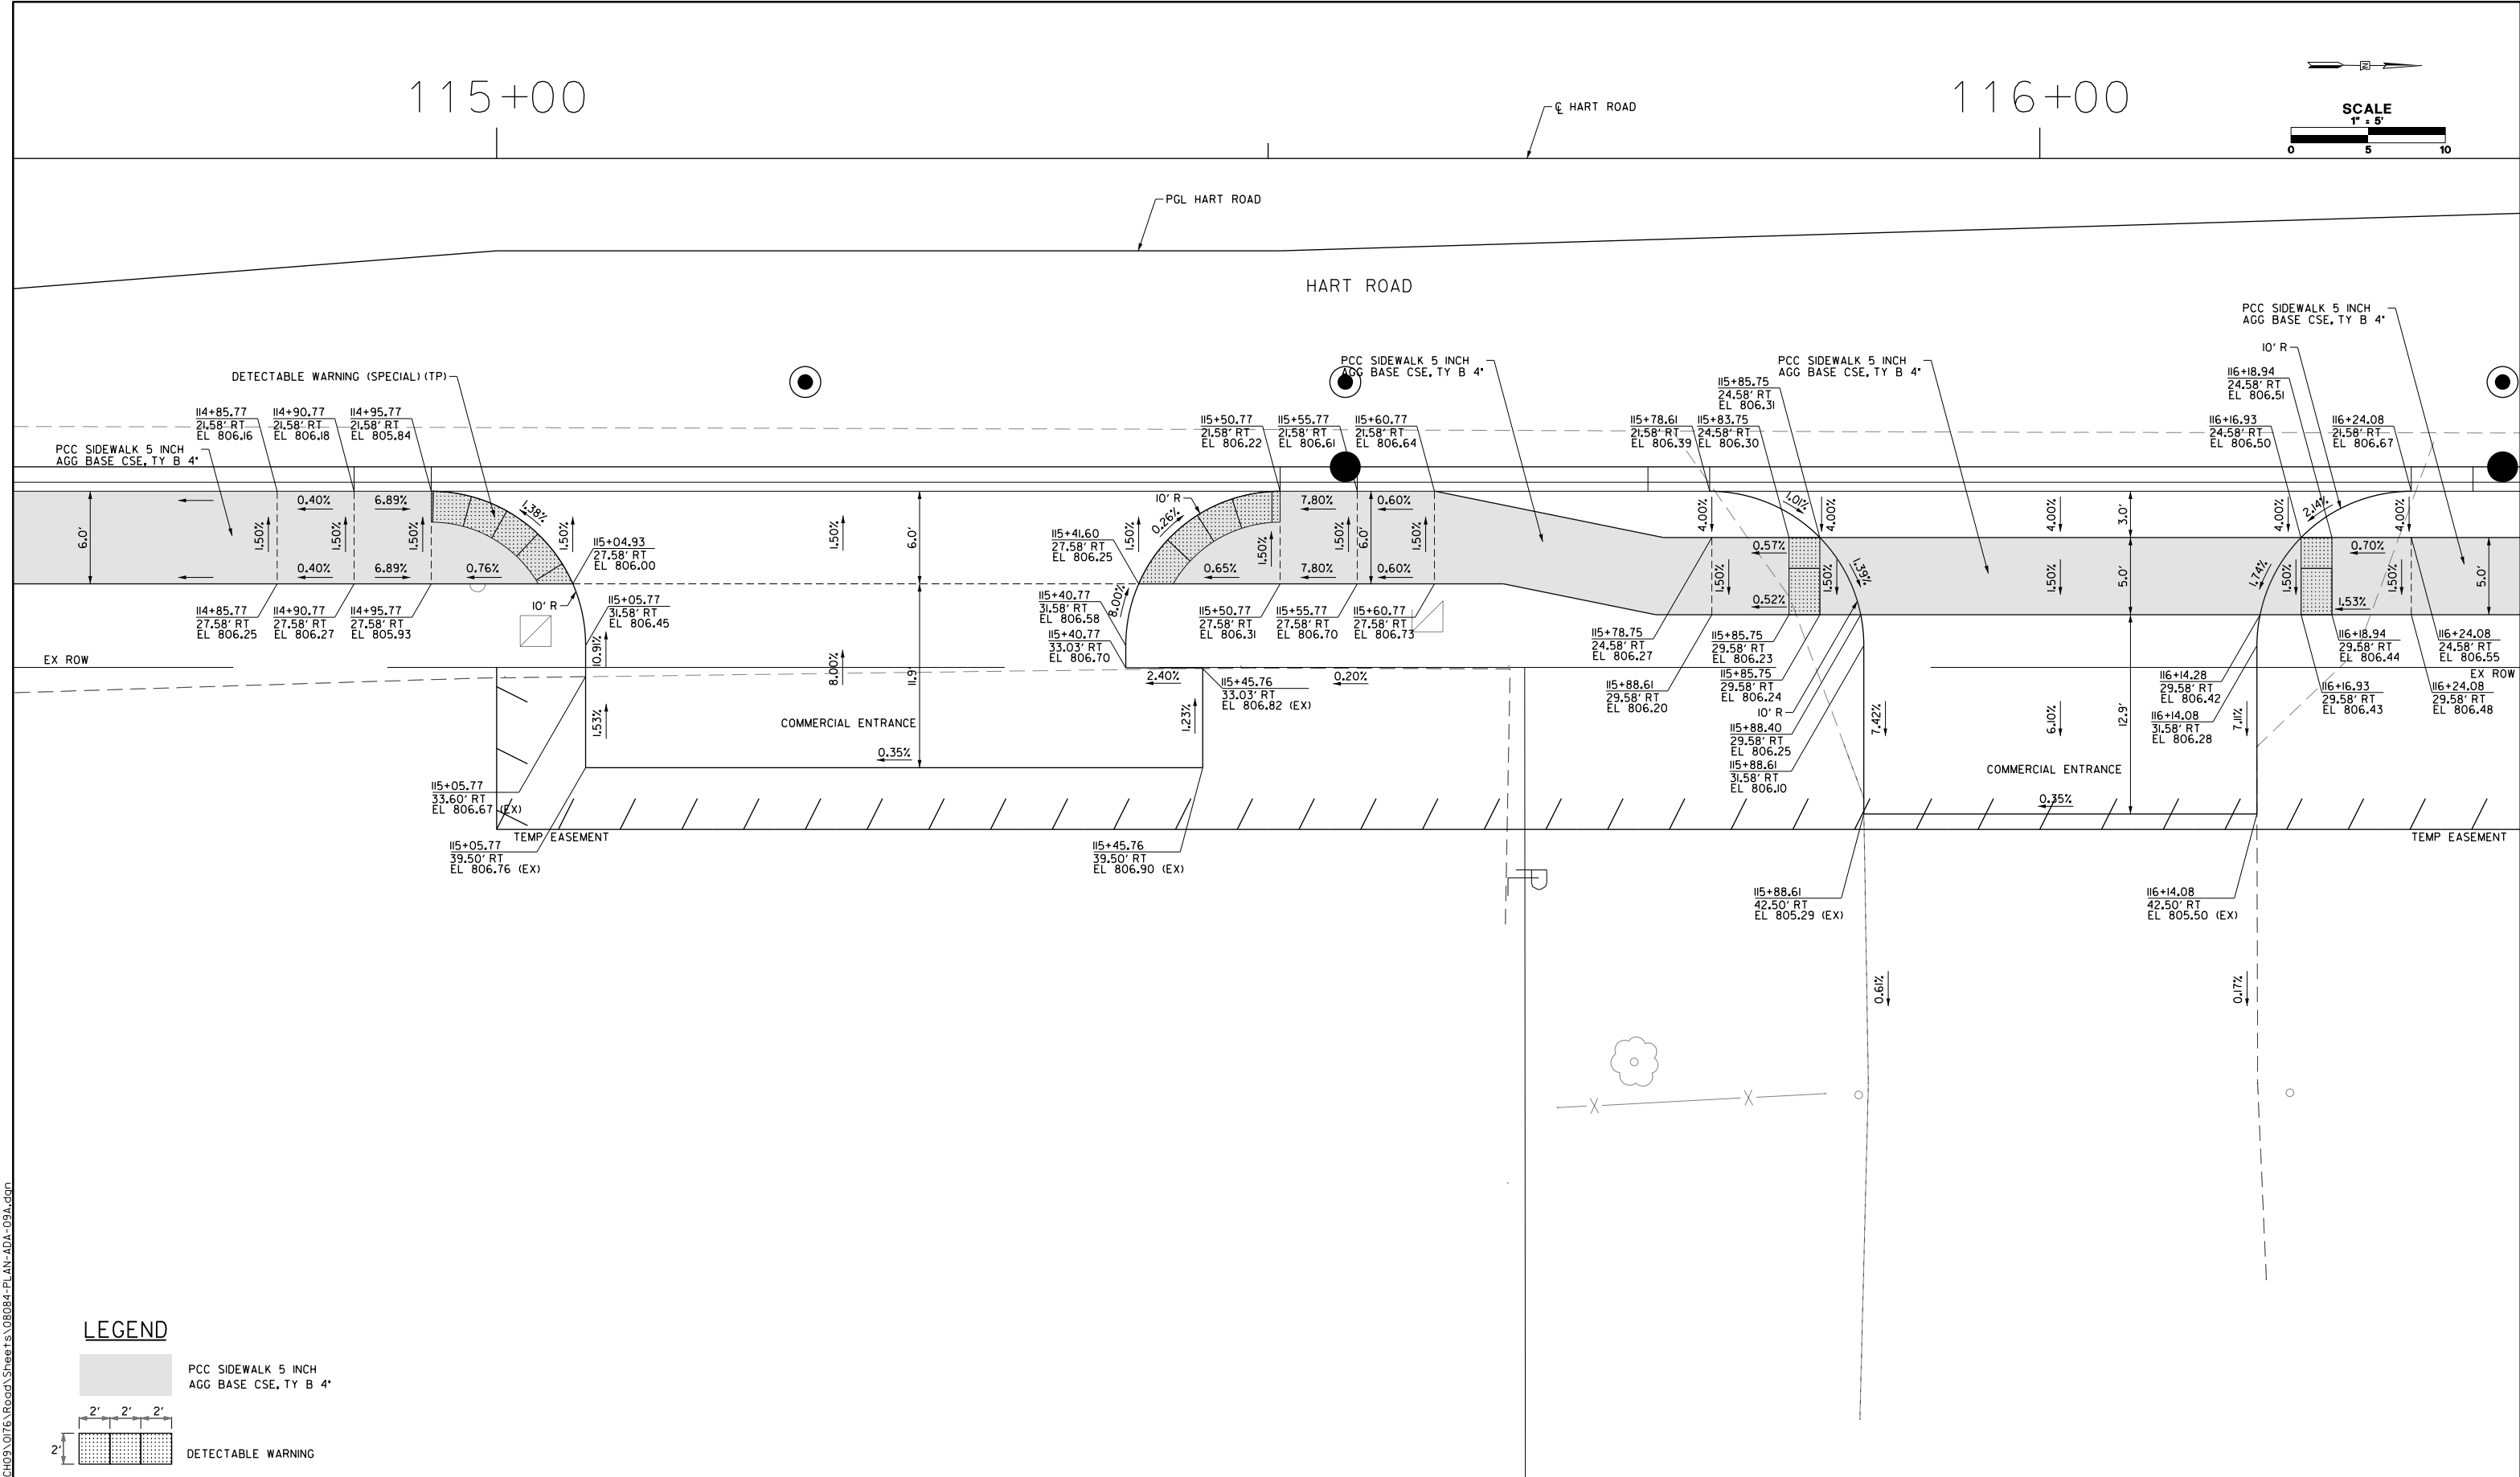 115+00
116+00
SCALE
1" = 5'
0 5 10
℄ HART ROAD
PGL HART ROAD
HART ROAD
PCC SIDEWALK 5 INCH
AGG BASE CSE, TY B 4"
10' R
116+18.94
24.58' RT
EL 806.51
116+16.93
24.58' RT
EL 806.50
116+24.08
21.58' RT
EL 806.67
DETECTABLE WARNING (SPECIAL) (TP)
114+85.77
21.58' RT
EL 806.16
114+90.77
21.58' RT
EL 806.18
114+95.77
21.58' RT
EL 805.84
PCC SIDEWALK 5 INCH
AGG BASE CSE, TY B 4"
PCC SIDEWALK 5 INCH
AGG BASE CSE, TY B 4"
PCC SIDEWALK 5 INCH
AGG BASE CSE, TY B 4"
115+50.77
21.58' RT
EL 806.22
115+55.77
21.58' RT
EL 806.61
115+60.77
21.58' RT
EL 806.64
115+85.75
24.58' RT
EL 806.31
115+78.61
21.58' RT
EL 806.39
115+83.75
24.58' RT
EL 806.30
6.0'
1.50%
0.40%
1.50%
6.89%
1.50%
1.38%
1.50%
0.40%
6.89%
0.76%
115+04.93
27.58' RT
EL 806.00
1.50%
6.0'
115+41.60
27.58' RT
EL 806.25
1.50%
0.26%
10' R
1.50%
0.65%
7.80%
7.80%
1.50%
6.0'
0.60%
0.60%
1.50%
4.00%
1.01%
4.00%
0.57%
1.50%
1.50%
0.52%
1.39%
4.00%
1.50%
3.0'
5.0'
4.00%
2.14%
4.00%
1.74%
1.50%
0.70%
1.50%
1.53%
5.0'
114+85.77
27.58' RT
EL 806.25
114+90.77
27.58' RT
EL 806.27
114+95.77
27.58' RT
EL 805.93
10' R
115+05.77
31.58' RT
EL 806.45
10.91%
8.00%
11.9'
115+40.77
31.58' RT
EL 806.58
8.00%
115+40.77
33.03' RT
EL 806.70
115+50.77
27.58' RT
EL 806.31
115+55.77
27.58' RT
EL 806.70
115+60.77
27.58' RT
EL 806.73
115+78.75
24.58' RT
EL 806.27
115+85.75
29.58' RT
EL 806.23
115+85.75
29.58' RT
EL 806.24
115+88.61
29.58' RT
EL 806.20
10' R
115+88.40
29.58' RT
EL 806.25
115+88.61
31.58' RT
EL 806.10
116+14.28
29.58' RT
EL 806.42
116+14.08
31.58' RT
EL 806.28
116+18.94
29.58' RT
EL 806.44
116+16.93
29.58' RT
EL 806.43
116+24.08
24.58' RT
EL 806.55
EX ROW
116+24.08
29.58' RT
EL 806.48
EX ROW
2.40%
115+45.76
33.03' RT
EL 806.82 (EX)
0.20%
1.53%
COMMERCIAL ENTRANCE
0.35%
1.23%
7.42%
6.10%
12.9'
7.11%
COMMERCIAL ENTRANCE
0.35%
115+05.77
33.60' RT
EL 806.67 (EX)
TEMP EASEMENT
TEMP EASEMENT
115+05.77
39.50' RT
EL 806.76 (EX)
115+45.76
39.50' RT
EL 806.90 (EX)
115+88.61
42.50' RT
EL 805.29 (EX)
116+14.08
42.50' RT
EL 805.50 (EX)
0.61%
0.17%
LEGEND
PCC SIDEWALK 5 INCH
AGG BASE CSE, TY B 4"
2' 2' 2'
2'
DETECTABLE WARNING
CH09\0176\Road\Sheets\08084-PLAN-ADA-09A.dgn